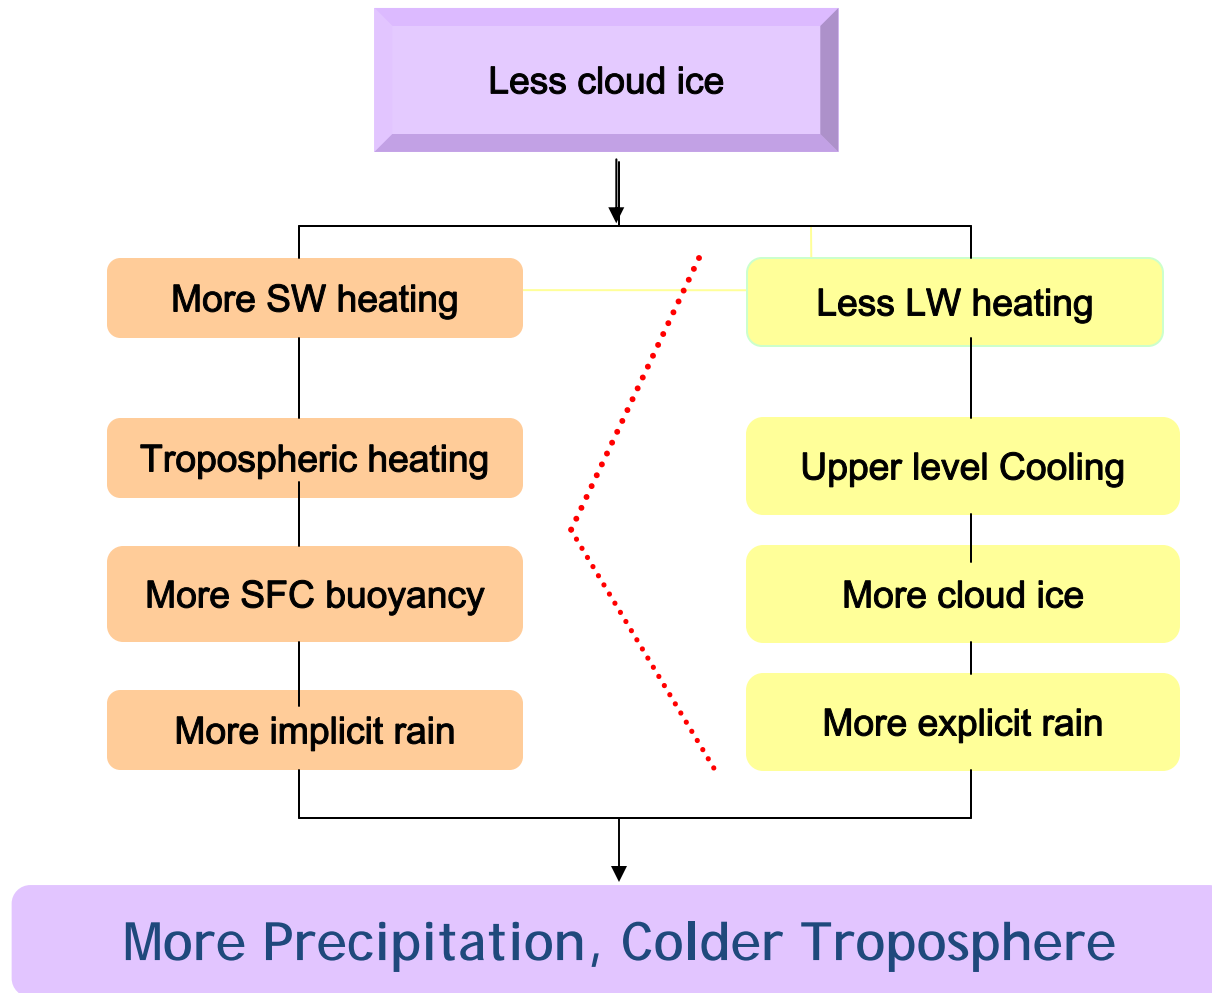 Less cloud ice
More SW heating
Less LW heating
Tropospheric heating
Upper level Cooling
More SFC buoyancy
More cloud ice
More implicit rain
More explicit rain
More Precipitation, Colder Troposphere